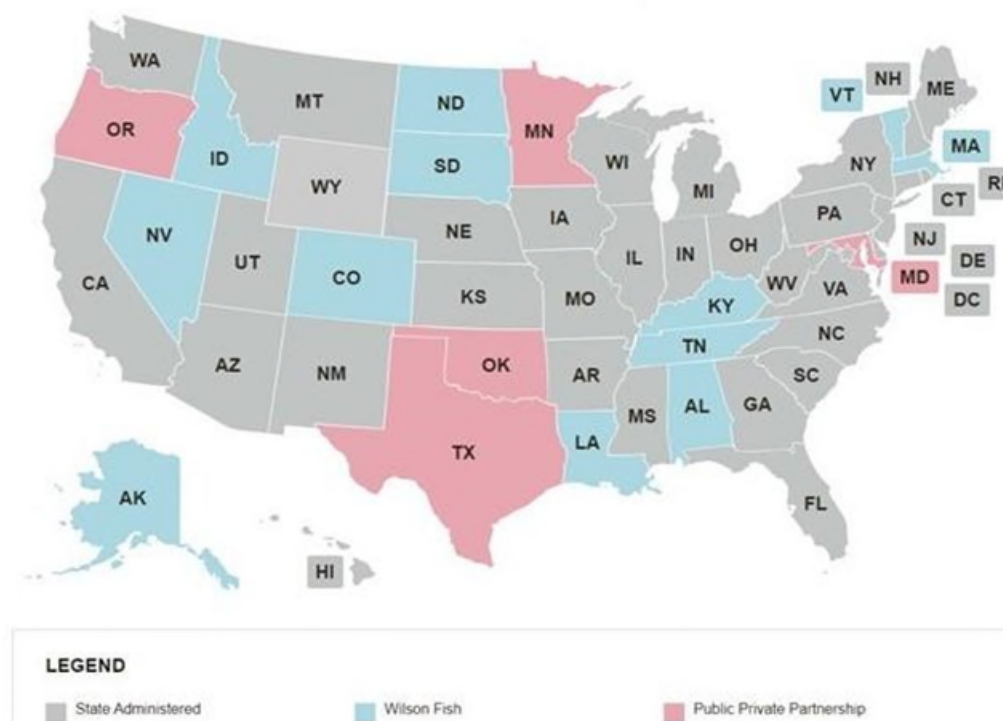 WA
MT
ND
MN
VT
NH
ME
OR
ID
SD
WI
MA
NY
WY
MI
RI
CT
IA
PA
NE
NV
UT
CO
IL
IN
OH
NJ
DE
MD
DC
CA
KS
MO
WV
VA
KY
TN
NC
AZ
NM
OK
AR
SC
MS
AL
GA
TX
LA
AK
FL
HI
LEGEND
State Administered
Wilson Fish
Public Private Partnership